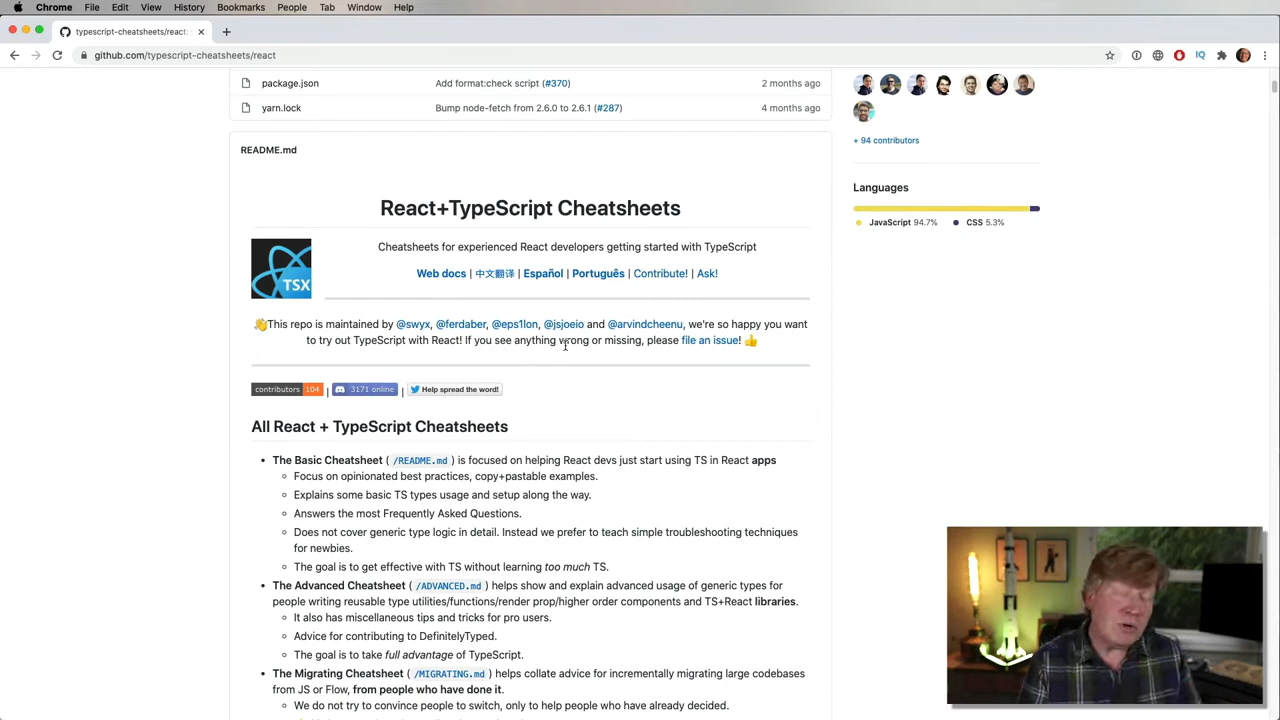 Chrome File Edit View History Bookmarks People Tab Window Help
typescript-cheatsheets/react:
github.com/typescript-cheatsheets/react
IQ
package.json Add format:check script (#370) 2 months ago
yarn.lock Bump node-fetch from 2.6.0 to 2.6.1 (#287) 4 months ago
+ 94 contributors
README.md
Languages
JavaScript 94.7% CSS 5.3%
React+TypeScript Cheatsheets
TSX
Cheatsheets for experienced React developers getting started with TypeScript
Web docs | 中文翻译 | Español | Português | Contribute! | Ask!
👋This repo is maintained by @swyx, @ferdaber, @eps1lon, @jsjoeio and @arvindcheenu, we're so happy you want
to try out TypeScript with React! If you see anything wrong or missing, please file an issue! 👍
contributors 104 | 3171 online | Help spread the word!
All React + TypeScript Cheatsheets
• The Basic Cheatsheet ( /README.md ) is focused on helping React devs just start using TS in React apps
◦ Focus on opinionated best practices, copy+pastable examples.
◦ Explains some basic TS types usage and setup along the way.
◦ Answers the most Frequently Asked Questions.
◦ Does not cover generic type logic in detail. Instead we prefer to teach simple troubleshooting techniques
for newbies.
◦ The goal is to get effective with TS without learning too much TS.
• The Advanced Cheatsheet ( /ADVANCED.md ) helps show and explain advanced usage of generic types for
people writing reusable type utilities/functions/render prop/higher order components and TS+React libraries.
◦ It also has miscellaneous tips and tricks for pro users.
◦ Advice for contributing to DefinitelyTyped.
◦ The goal is to take full advantage of TypeScript.
• The Migrating Cheatsheet ( /MIGRATING.md ) helps collate advice for incrementally migrating large codebases
from JS or Flow, from people who have done it.
◦ We do not try to convince people to switch, only to help people who have already decided.